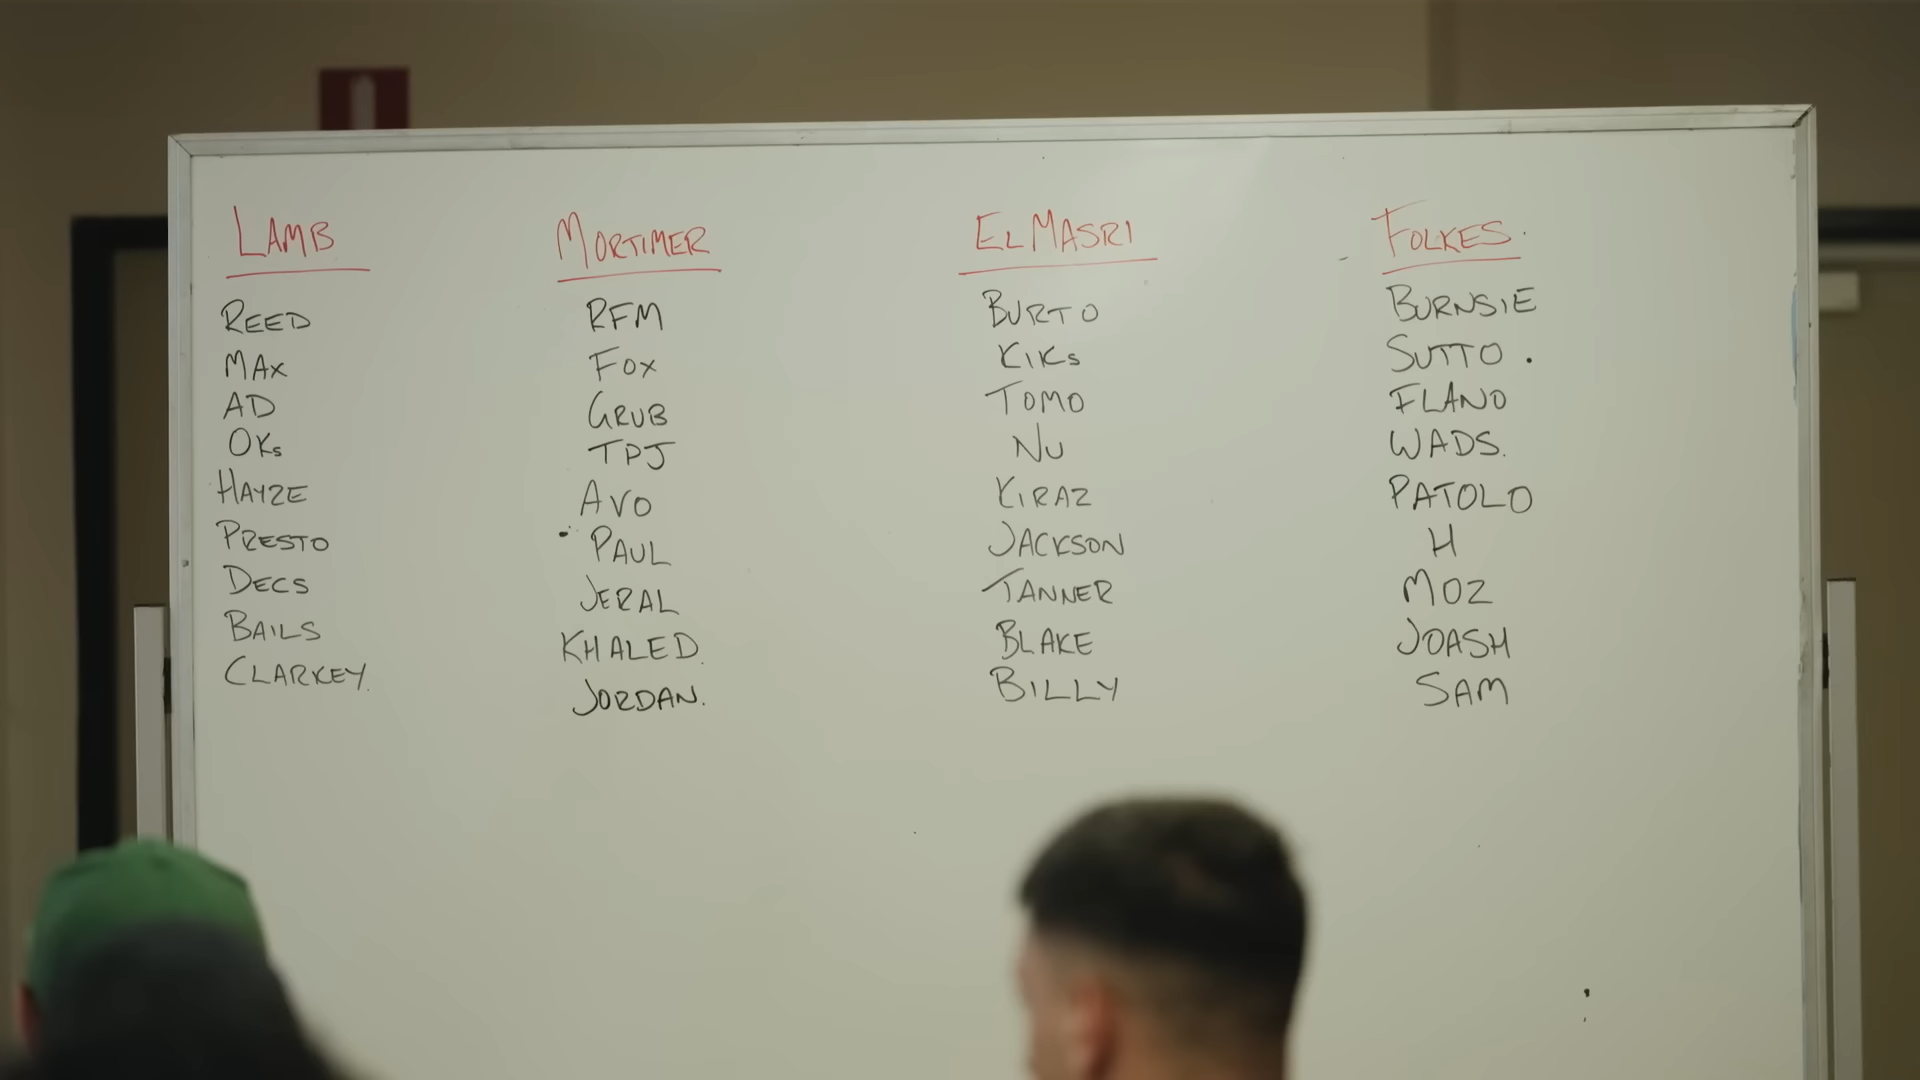 LAMB
REED
MAX
AD
OKs
HAYZE
PRESTO
DECS
BAILS
CLARKEY.
MORTIMER
RFM
FOX
GRUB
TPJ
AVO
PAUL
JERAL
KHALED.
JORDAN.
EL MASRI
BURTO
KIKs
TOMO
NU
KIRAZ
JACKSON
TANNER
BLAKE
BILLY
FOLKES.
BURNSIE
SUTTO .
FLANO
WADS.
PATOLO
H
MOZ
JOASH
SAM